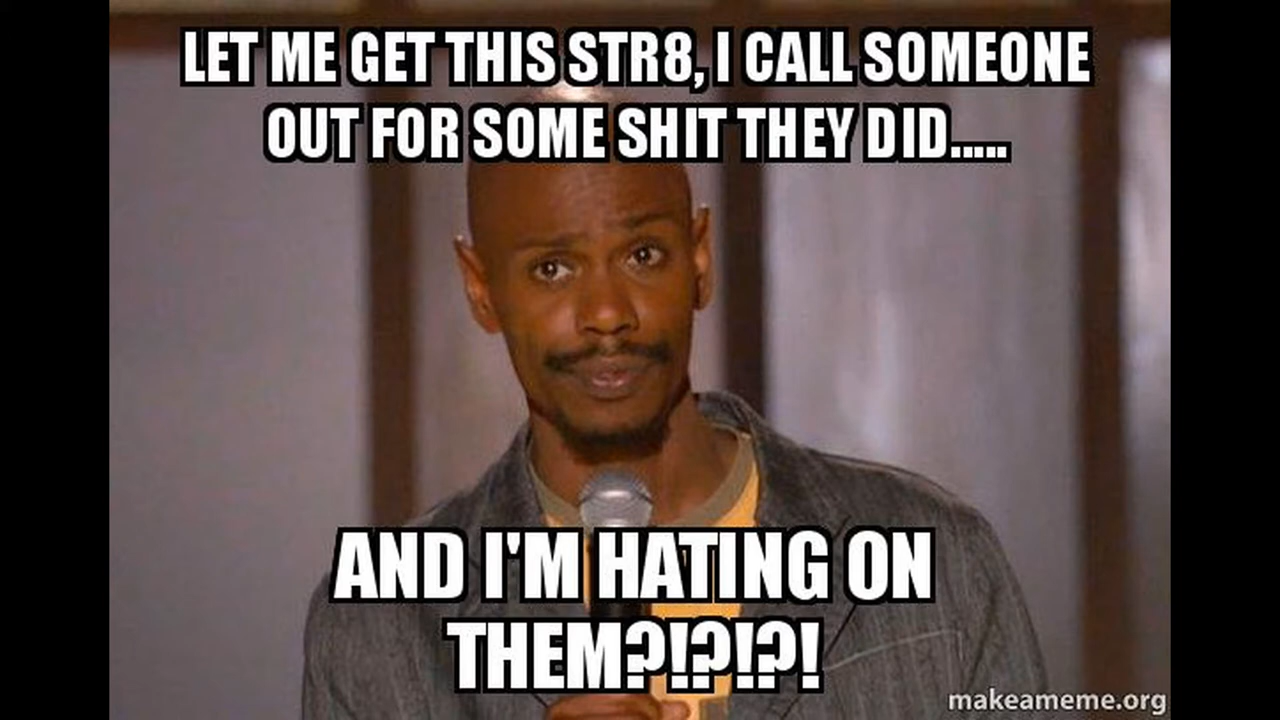 LET ME GET THIS STR8, I CALL SOMEONE
OUT FOR SOME SHIT THEY DID.....
AND I'M HATING ON
THEM?!?!?!
makeameme.org